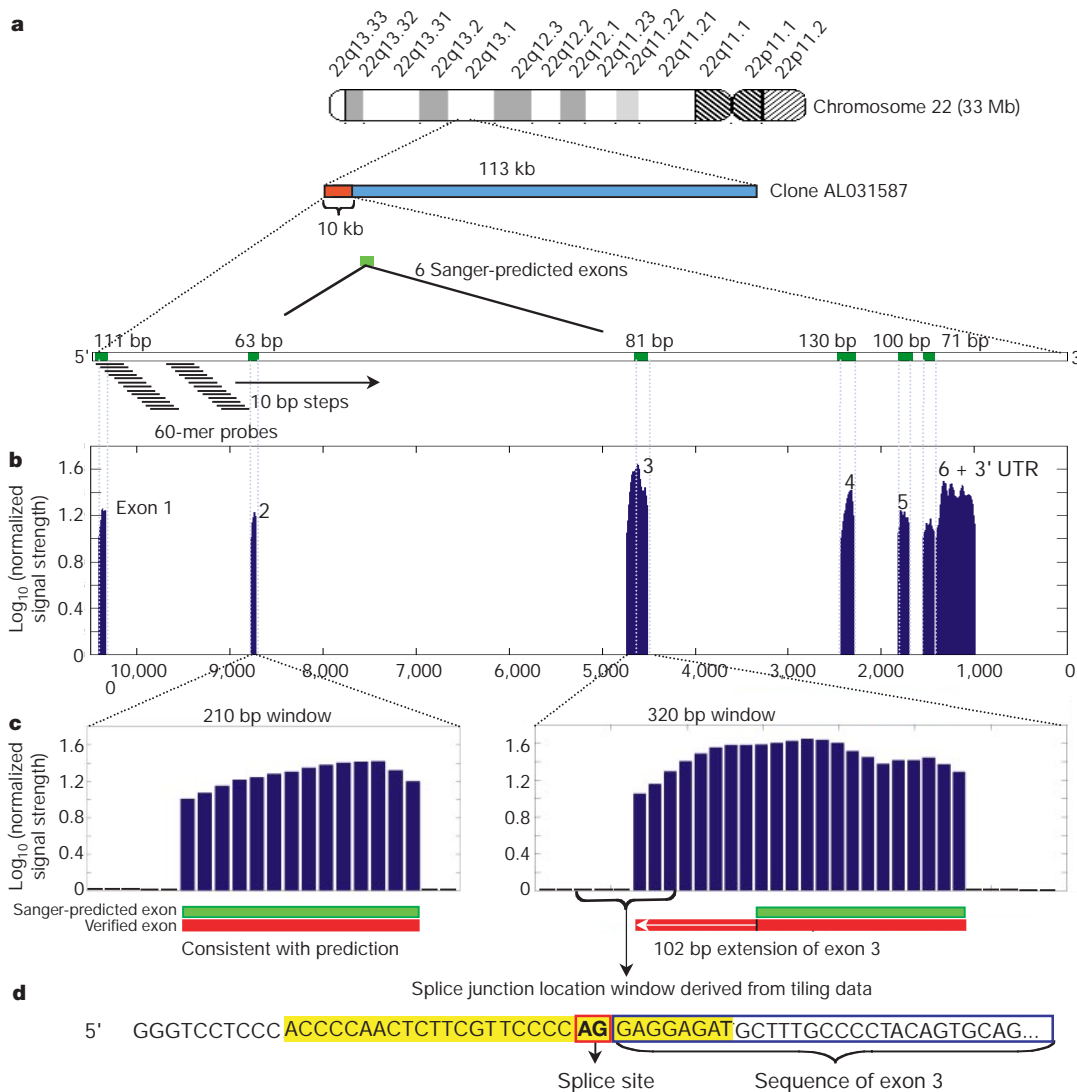 a
22q13.33 22q13.32 22q13.31 22q13.2 22q13.1 22q12.3 22q12.2 22q12.1 22q11.23 22q11.22 22q11.21 22q11.1 22p11.1 22p11.2
Chromosome 22 (33 Mb)
113 kb
Clone AL031587
10 kb
6 Sanger-predicted exons
111 bp 63 bp 81 bp 130 bp 100 bp 71 bp
5' 3
10 bp steps
60-mer probes
b
Log10 (normalized
signal strength)
1.6
1.2
0.8
0.4
0
Exon 1 2 3 4 5 6 + 3' UTR
10,000 9,000 8,000 7,000 6,000 5,000 4,000 3,000 2,000 1,000 0
0
c
210 bp window
320 bp window
Log10 (normalized
signal strength)
1.6 1.6
1.2 1.2
0.8 0.8
0.4 0.4
0 0
Sanger-predicted exon
Verified exon
Consistent with prediction
102 bp extension of exon 3
Splice junction location window derived from tiling data
d
5' GGGTCCTCCC ACCCCAACTCTTCGTTCCCC AG GAGGAGAT GCTTTGCCCCTACAGTGCAG...
Splice site
Sequence of exon 3